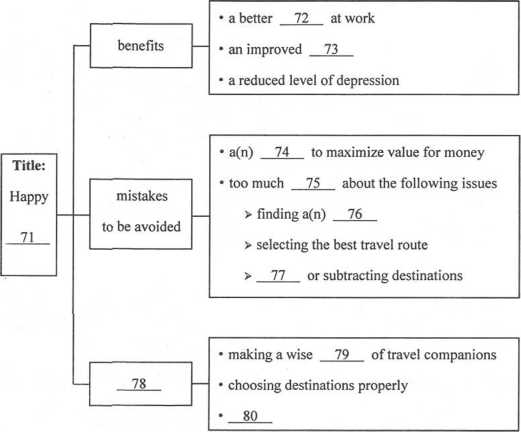 Title:
Happy
71
benefits
• a better 72 at work
• an improved 73
• a reduced level of depression
mistakes
to be avoided
• a(n) 74 to maximize value for money
• too much 75 about the following issues
➢ finding a(n) 76
➢ selecting the best travel route
➢ 77 or subtracting destinations
78
• making a wise 79 of travel companions
• choosing destinations properly
• 80